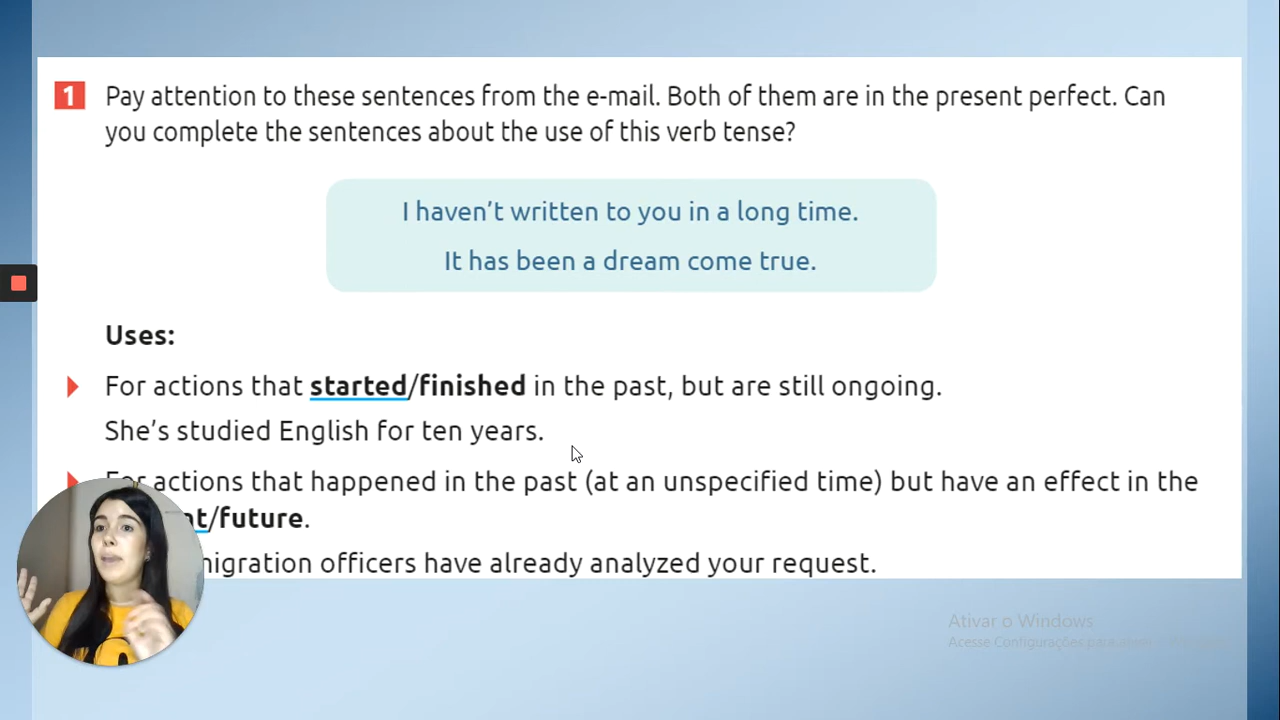 1 Pay attention to these sentences from the e-mail. Both of them are in the present perfect. Can
you complete the sentences about the use of this verb tense?
I haven't written to you in a long time.
It has been a dream come true.
Uses:
For actions that started/finished in the past, but are still ongoing.
She's studied English for ten years.
For actions that happened in the past (at an unspecified time) but have an effect in the
/future.
officers have already analyzed your request.
Ativar o Windows
Acesse Configurações para